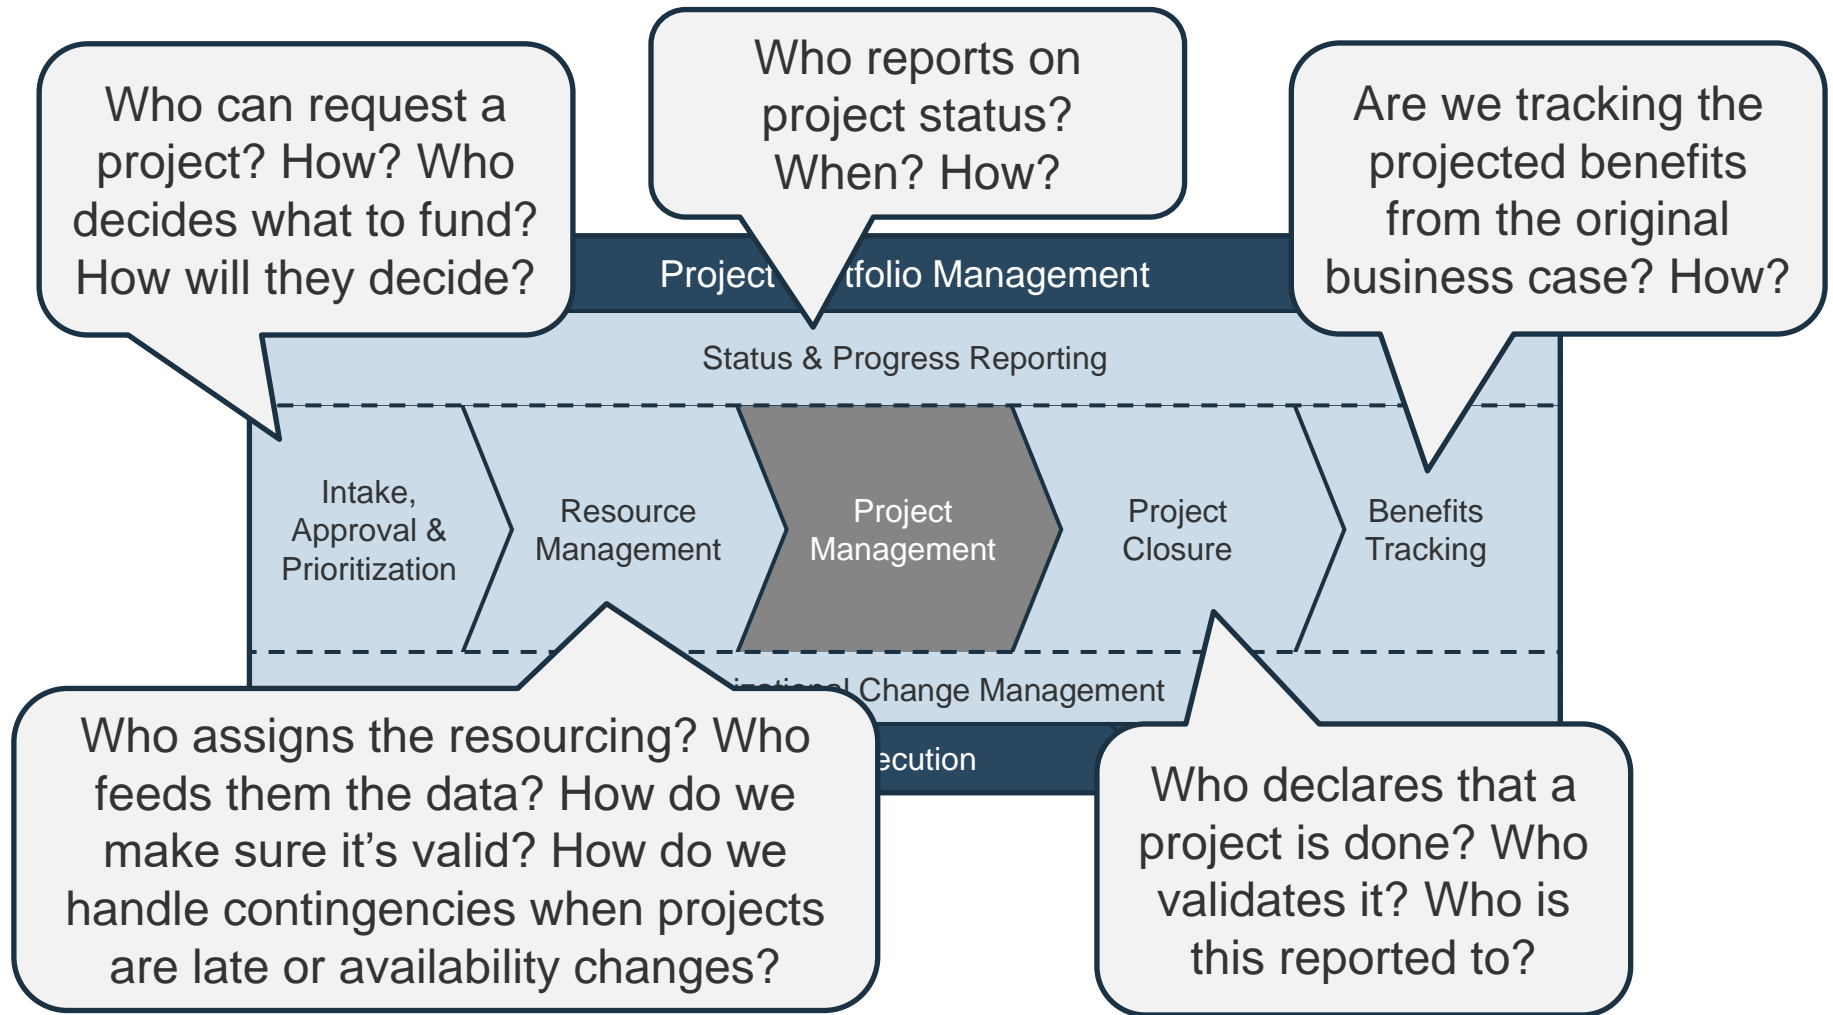 Who can request a
project? How? Who
decides what to fund?
How will they decide?
Who reports on
project status?
When? How?
Are we tracking the
projected benefits
from the original
business case? How?
Project tfolio Management
Status & Progress Reporting
Intake,
Approval &
Prioritization
Resource
Management
Project
Management
Project
Closure
Benefits
Tracking
Change Management
ecution
Who assigns the resourcing? Who
feeds them the data? How do we
make sure it’s valid? How do we
handle contingencies when projects
are late or availability changes?
Who declares that a
project is done? Who
validates it? Who is
this reported to?